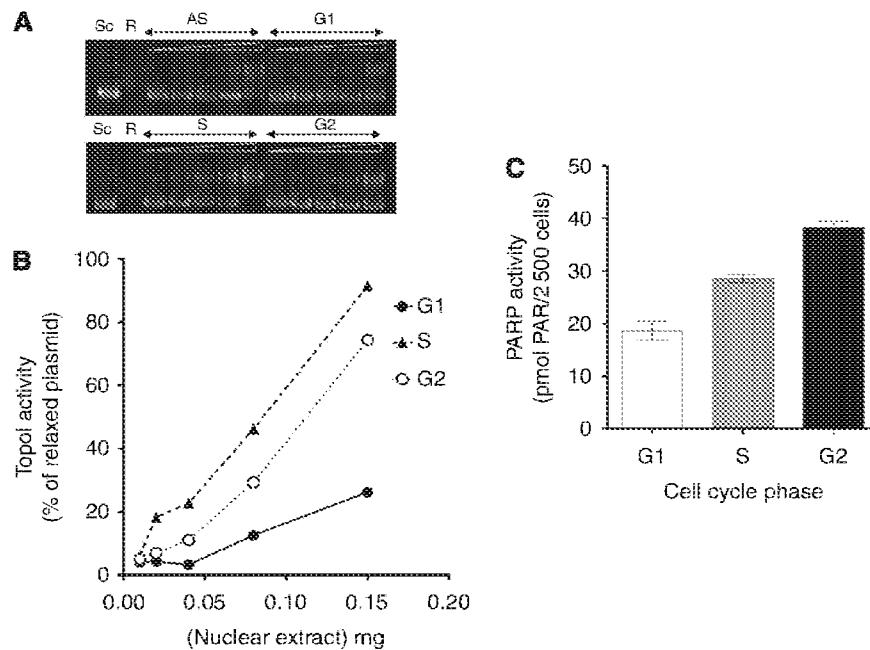 A
Sc R AS G1
Sc R S G2
B
100
80
60
40
20
0
TopoI activity
(% of relaxed plasmid)
G1
S
G2
0.00 0.05 0.10 0.15 0.20
(Nuclear extract) mg
C
50
40
30
20
10
0
PARP activity
(pmol PAR/2 500 cells)
G1 S G2
Cell cycle phase